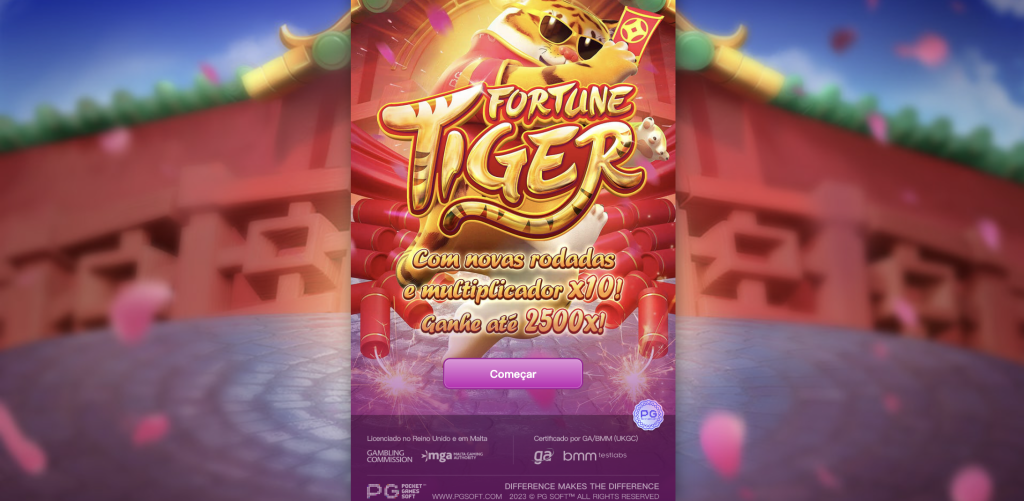 FORTUNE
TIGER
Com novas rodadas
e multiplicador x10!
Ganhe até 2500x!
Começar
PG
Licenciado no Reino Unido e em Malta
GAMBLING
COMMISSION
mga MALTA GAMING
AUTHORITY
Certificado por GA/BMM (UKGC)
ga bmm testlabs
PG POCKET
GAMES
SOFT
DIFFERENCE MAKES THE DIFFERENCE
WWW.PGSOFT.COM 2023 © PG SOFT™ ALL RIGHTS RESERVED